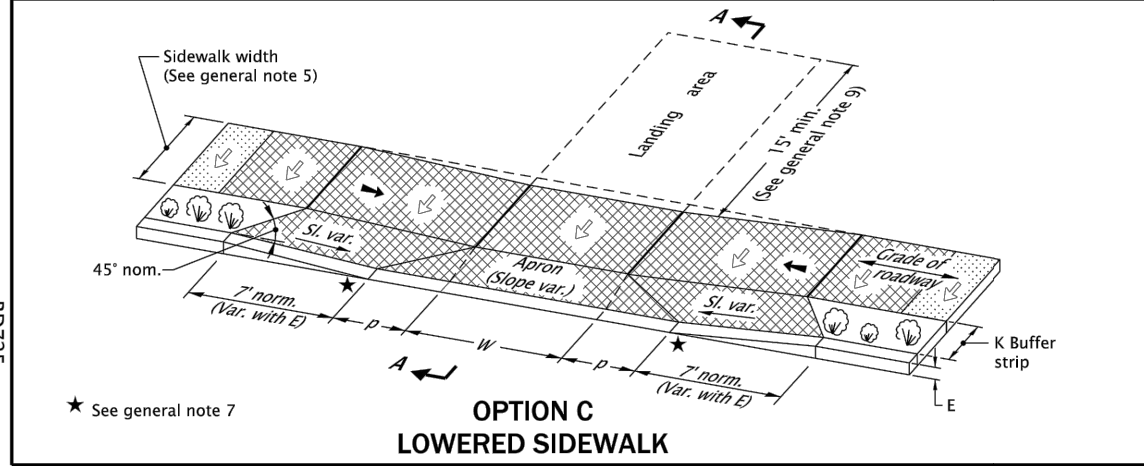 A
Sidewalk width
(See general note 5)
Landing area
15' min.
(See general note 9)
Sl. var.
45° nom.
Apron
(Slope var.)
Grade of
roadway
Sl. var.
7' norm.
(Var. with E)
p
W
p
7' norm.
(Var. with E)
K Buffer
strip
E
A
★ See general note 7
OPTION C
LOWERED SIDEWALK